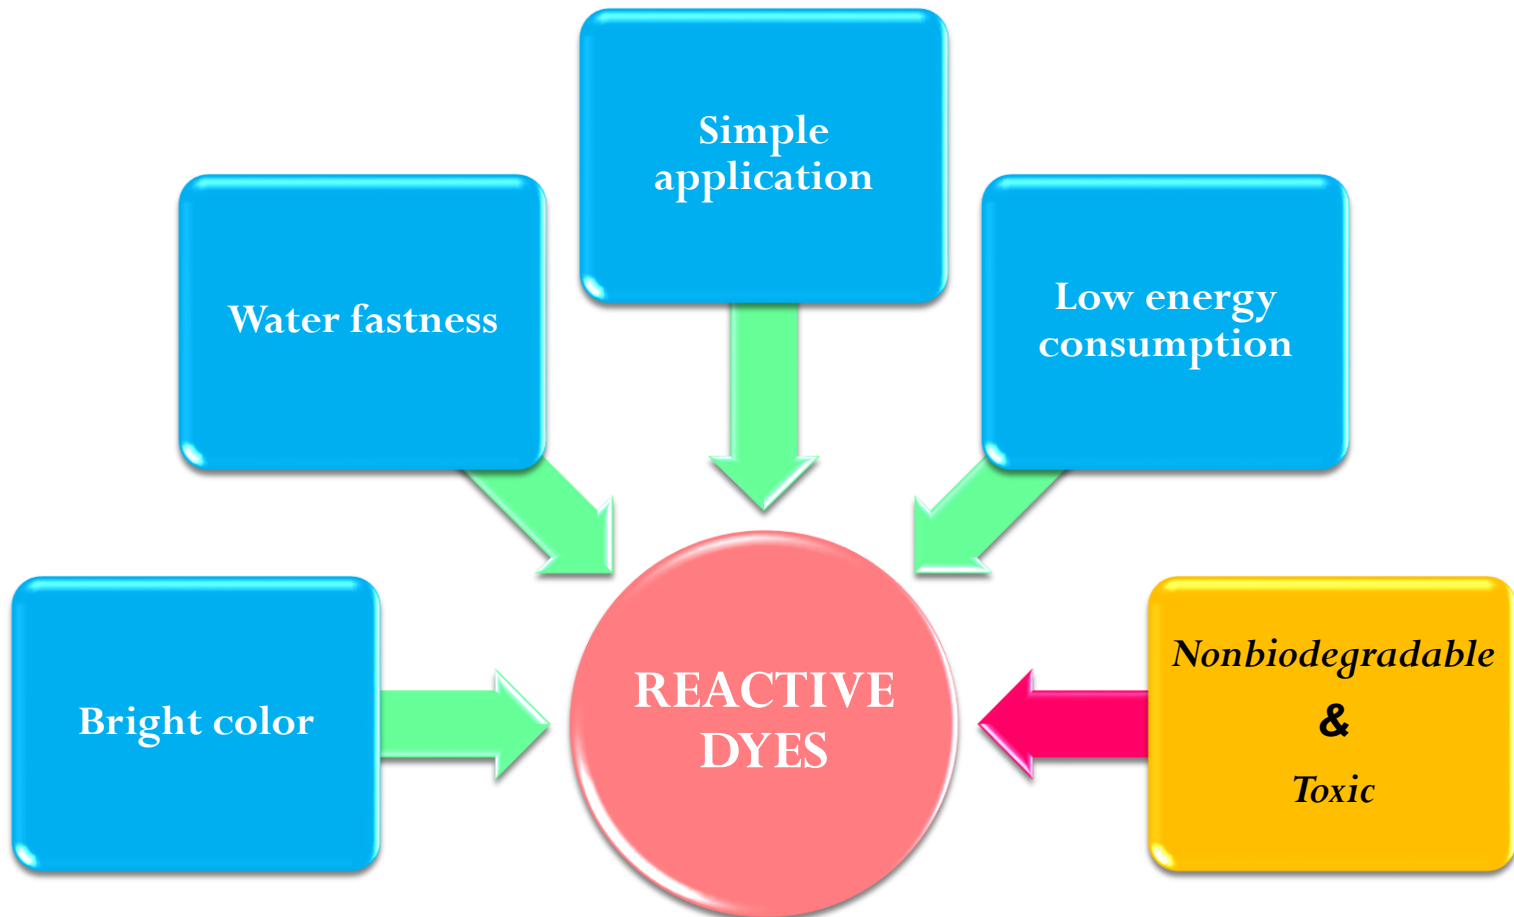 Simple
application
Water fastness
Low energy
consumption
Bright color
REACTIVE
DYES
Nonbiodegradable
&
Toxic